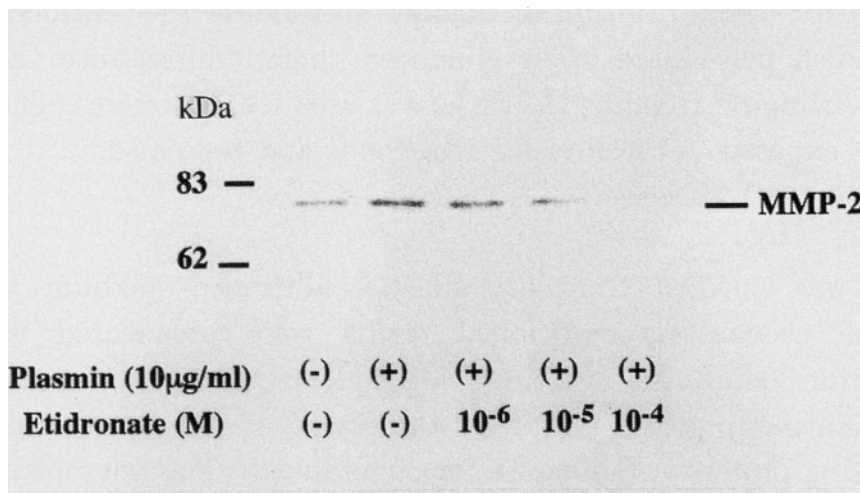 kDa
83
MMP-2
62
Plasmin (10µg/ml) (-) (+) (+) (+) (+)
Etidronate (M) (-) (-) 10-6 10-5 10-4